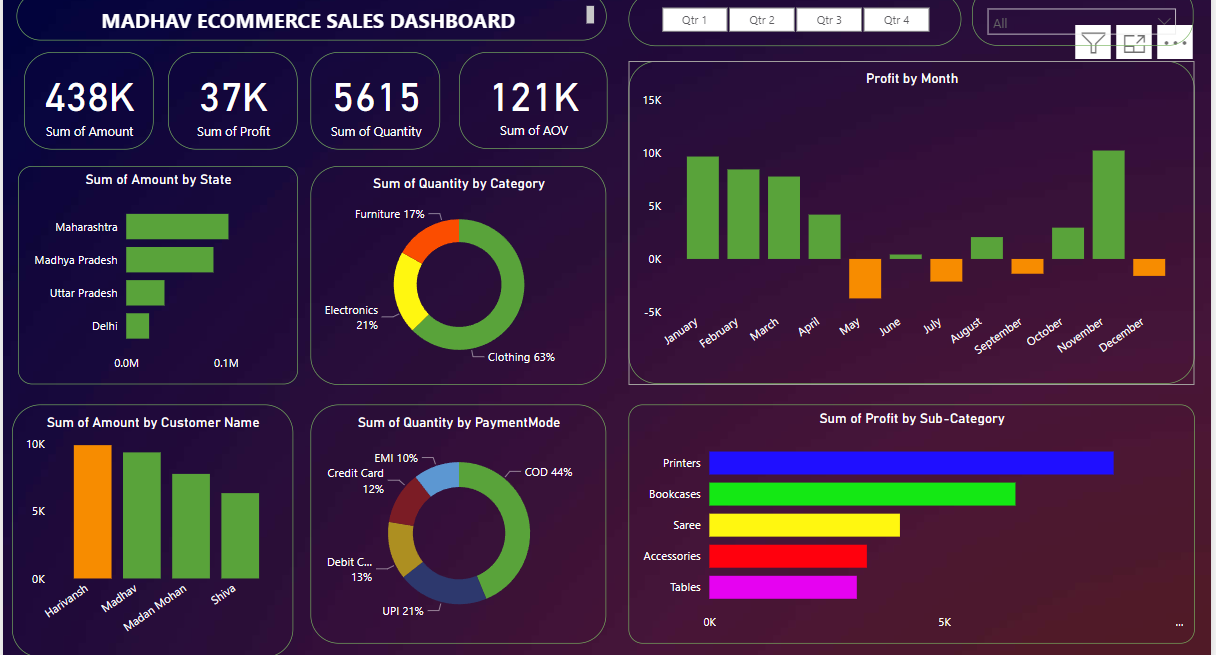 MADHAV ECOMMERCE SALES DASHBOARD
Qtr 1
Qtr 2
Qtr 3
Qtr 4
All
438K
Sum of Amount
37K
Sum of Profit
5615
Sum of Quantity
121K
Sum of AOV
Profit by Month
15K
10K
5K
0K
-5K
January
February
March
April
May
June
July
August
September
October
November
December
Sum of Amount by State
Maharashtra
Madhya Pradesh
Uttar Pradesh
Delhi
0.0M
0.1M
Sum of Quantity by Category
Furniture 17%
Electronics
21%
Clothing 63%
Sum of Amount by Customer Name
10K
5K
0K
Harivansh
Madhav
Madan Mohan
Shiva
Sum of Quantity by PaymentMode
EMI 10%
Credit Card
12%
COD 44%
Debit C...
13%
UPI 21%
Sum of Profit by Sub-Category
Printers
Bookcases
Saree
Accessories
Tables
0K
5K
...